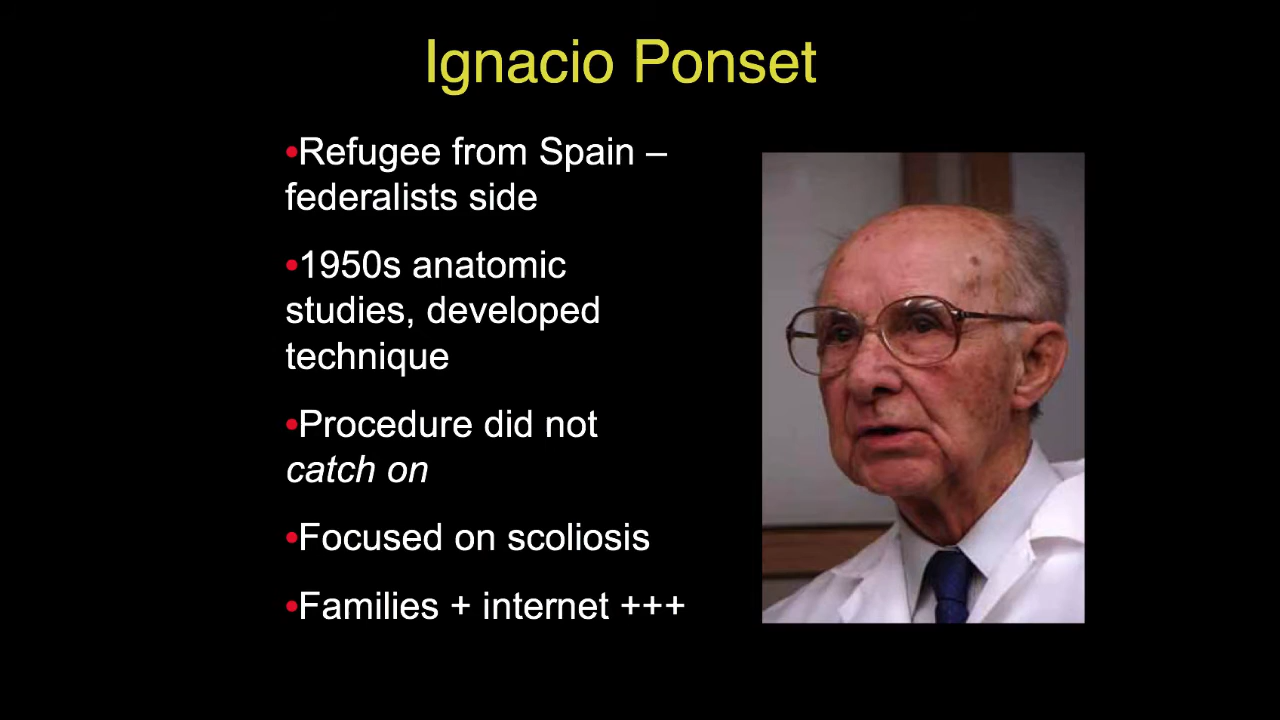 Ignacio Ponset
•Refugee from Spain –
federalists side
•1950s anatomic
studies, developed
technique
•Procedure did not
catch on
•Focused on scoliosis
•Families + internet +++